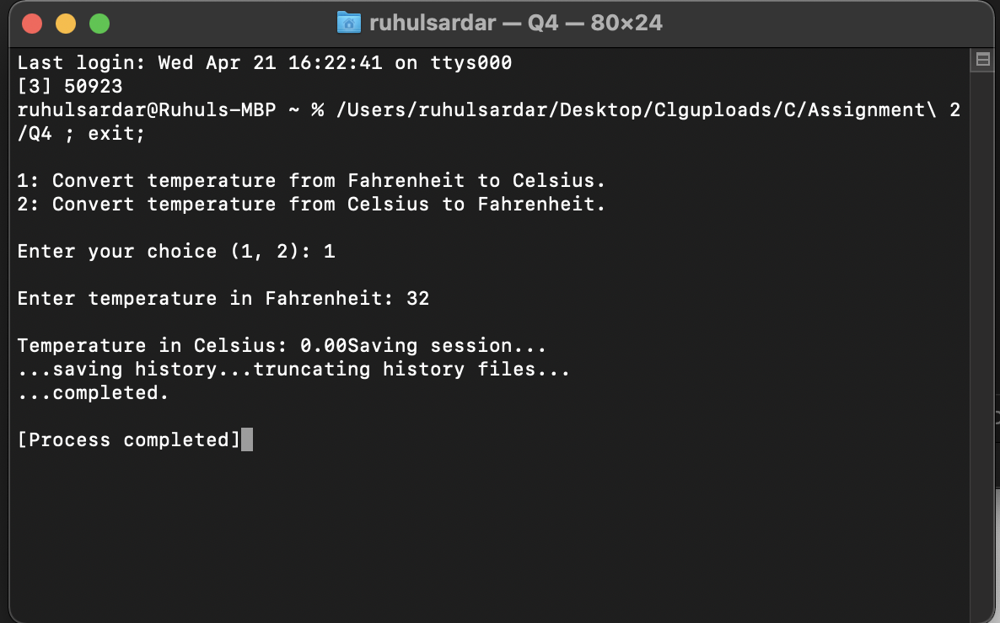 ruhulsardar — Q4 — 80×24
Last login: Wed Apr 21 16:22:41 on ttys000
[3] 50923
ruhulsardar@Ruhuls-MBP ~ % /Users/ruhulsardar/Desktop/Clguploads/C/Assignment\ 2
/Q4 ; exit;
1: Convert temperature from Fahrenheit to Celsius.
2: Convert temperature from Celsius to Fahrenheit.
Enter your choice (1, 2): 1
Enter temperature in Fahrenheit: 32
Temperature in Celsius: 0.00Saving session...
...saving history...truncating history files...
...completed.
[Process completed]